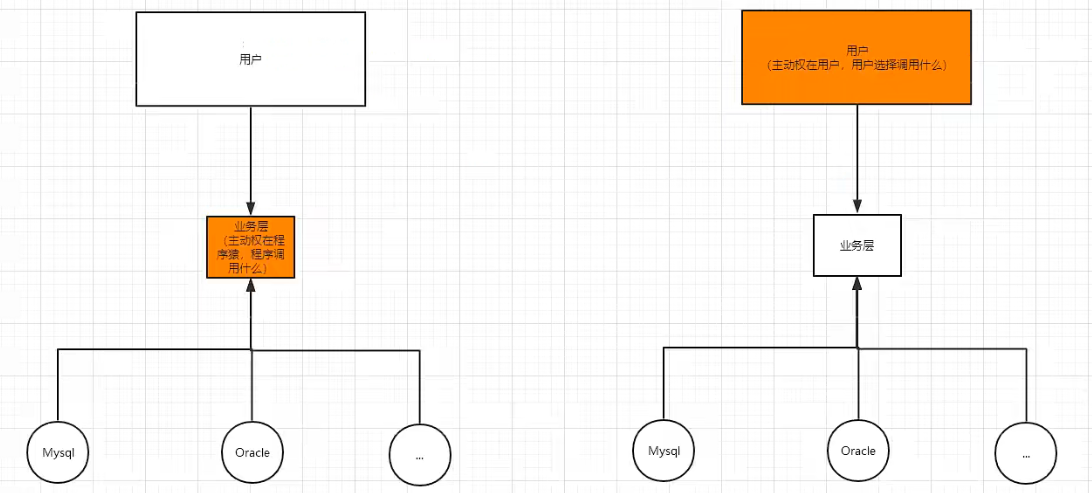 用户
业务层
（主动权在程
序猿，程序调
用什么）
Mysql
Oracle
...
用户
（主动权在用户，用户选择调用什么）
业务层
Mysql
Oracle
...